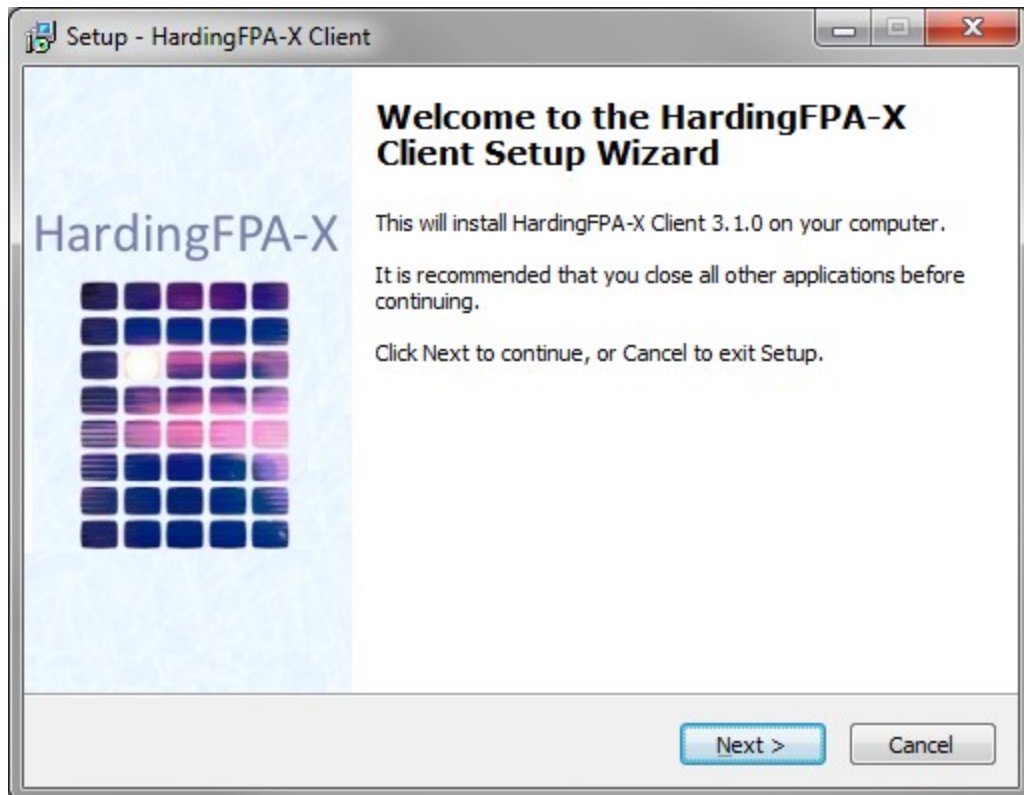 Setup - HardingFPA-X Client
HardingFPA-X
Welcome to the HardingFPA-X
Client Setup Wizard
This will install HardingFPA-X Client 3.1.0 on your computer.
It is recommended that you close all other applications before
continuing.
Click Next to continue, or Cancel to exit Setup.
Next >
Cancel